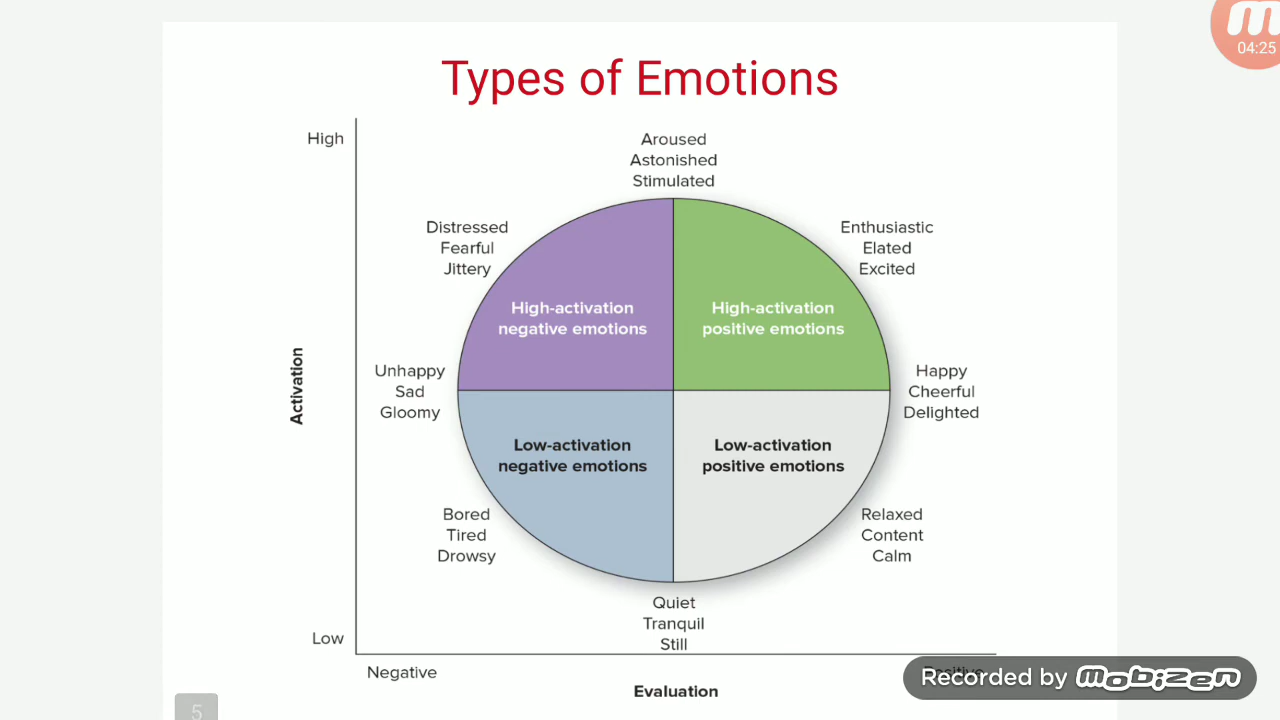 04:25
Types of Emotions
High
Aroused
Astonished
Stimulated
Distressed
Fearful
Jittery
Enthusiastic
Elated
Excited
High-activation
negative emotions
High-activation
positive emotions
Activation
Unhappy
Sad
Gloomy
Happy
Cheerful
Delighted
Low-activation
negative emotions
Low-activation
positive emotions
Bored
Tired
Drowsy
Relaxed
Content
Calm
Quiet
Tranquil
Still
Low
Negative
Positive
Evaluation
Recorded by mobizen
5